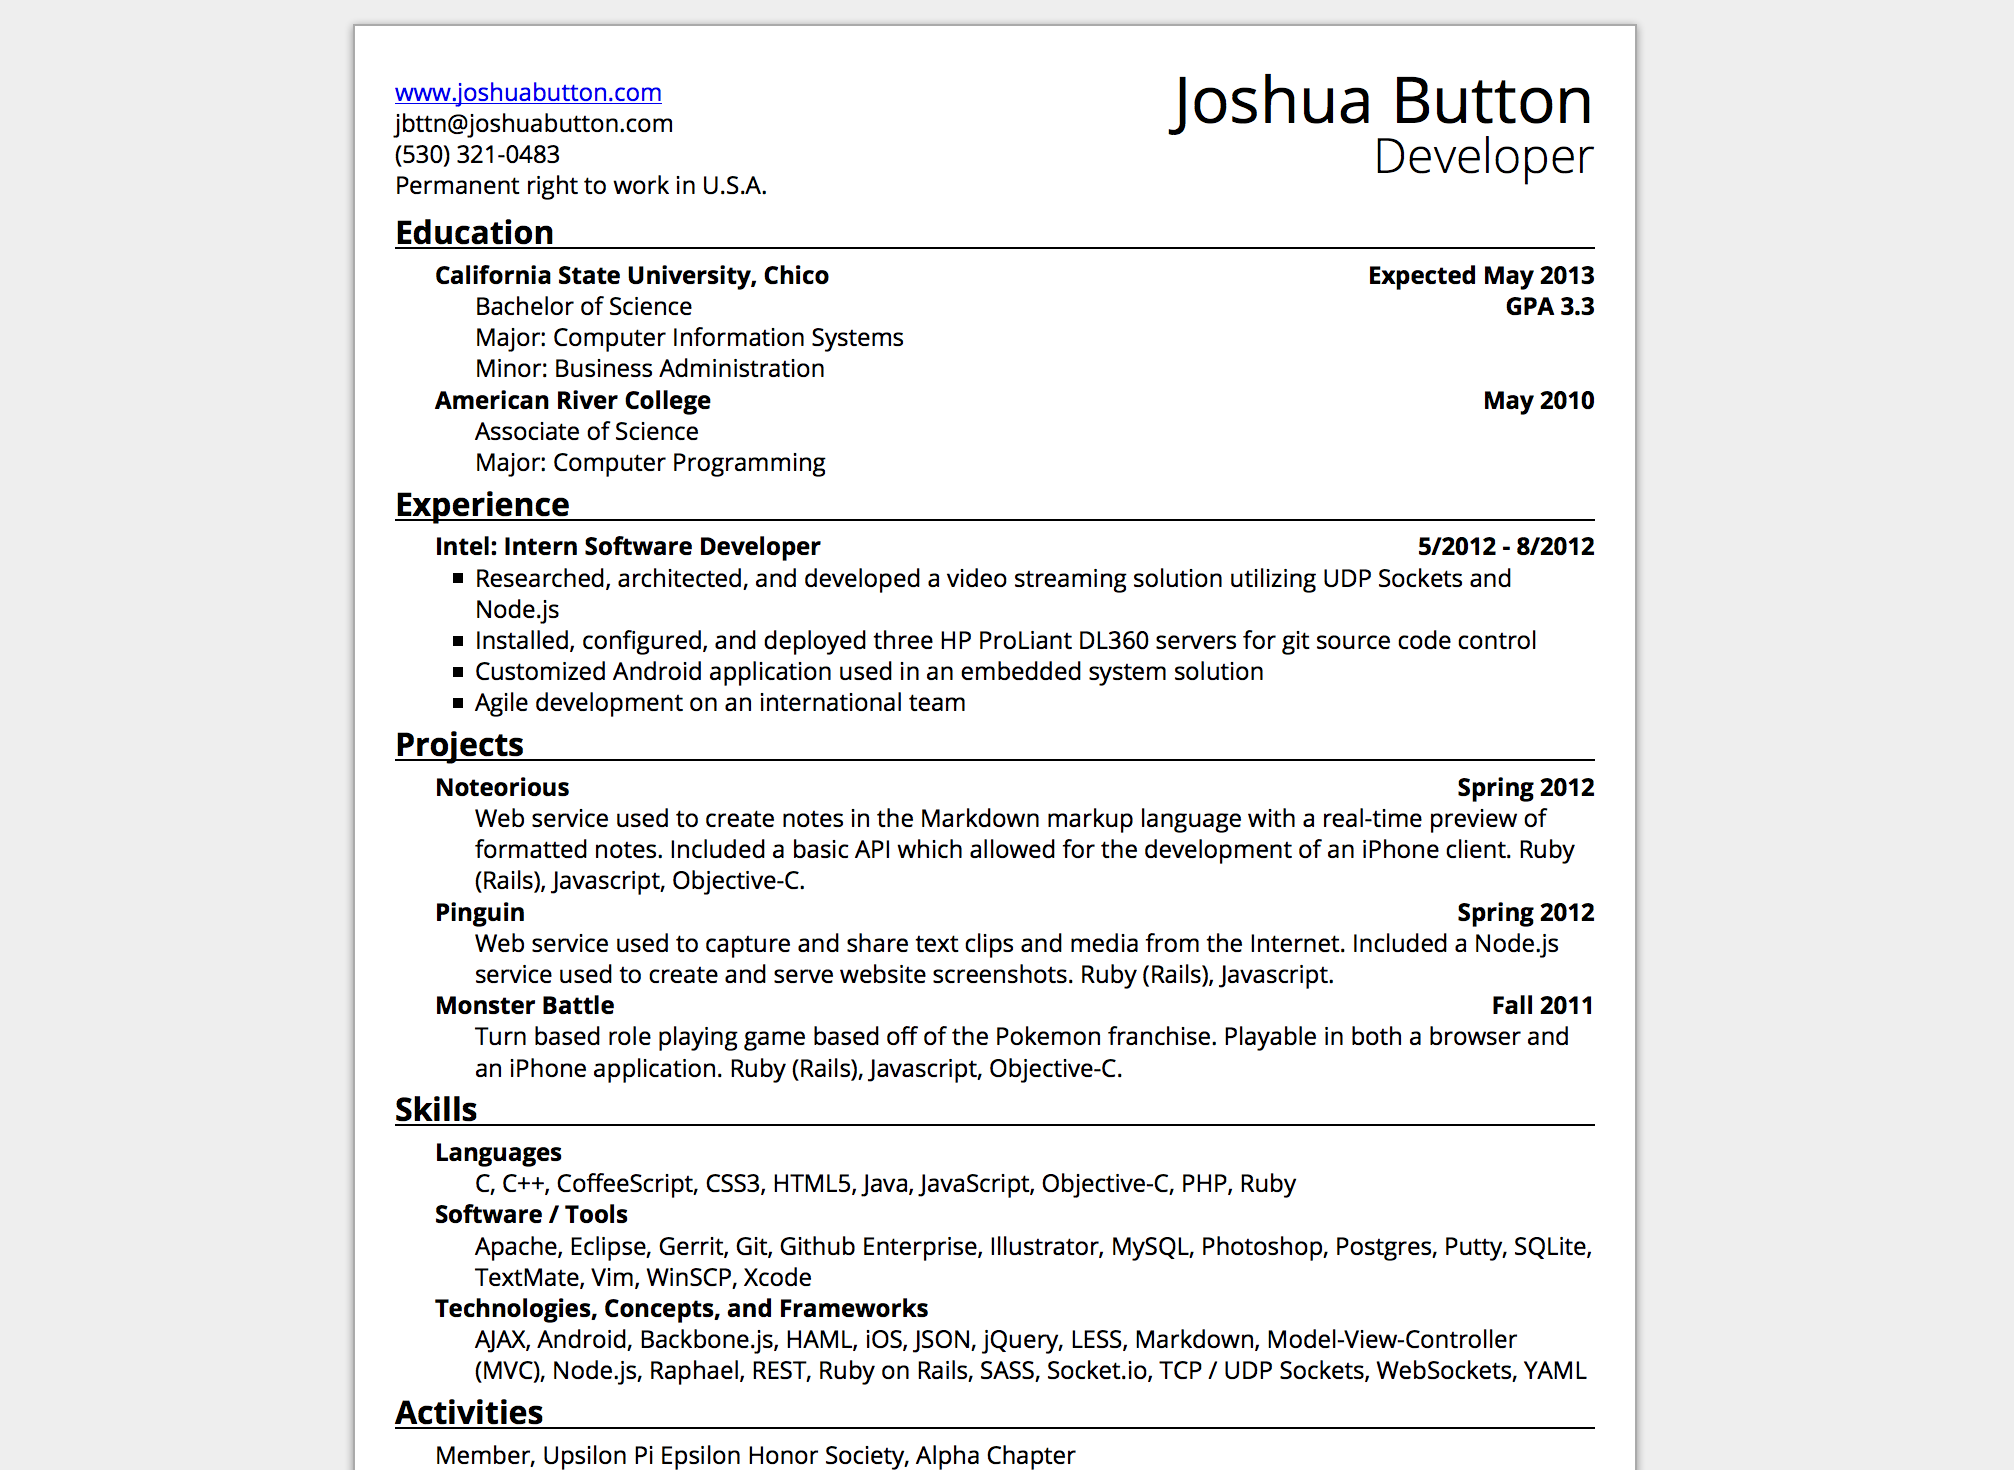 www.joshuabutton.com
jbttn@joshuabutton.com
(530) 321-0483
Permanent right to work in U.S.A.
Joshua Button
Developer
Education
California State University, Chico Expected May 2013
Bachelor of Science GPA 3.3
Major: Computer Information Systems
Minor: Business Administration
American River College May 2010
Associate of Science
Major: Computer Programming
Experience
Intel: Intern Software Developer 5/2012 - 8/2012
▪ Researched, architected, and developed a video streaming solution utilizing UDP Sockets and
Node.js
▪ Installed, configured, and deployed three HP ProLiant DL360 servers for git source code control
▪ Customized Android application used in an embedded system solution
▪ Agile development on an international team
Projects
Noteorious Spring 2012
Web service used to create notes in the Markdown markup language with a real-time preview of
formatted notes. Included a basic API which allowed for the development of an iPhone client. Ruby
(Rails), Javascript, Objective-C.
Pinguin Spring 2012
Web service used to capture and share text clips and media from the Internet. Included a Node.js
service used to create and serve website screenshots. Ruby (Rails), Javascript.
Monster Battle Fall 2011
Turn based role playing game based off of the Pokemon franchise. Playable in both a browser and
an iPhone application. Ruby (Rails), Javascript, Objective-C.
Skills
Languages
C, C++, CoffeeScript, CSS3, HTML5, Java, JavaScript, Objective-C, PHP, Ruby
Software / Tools
Apache, Eclipse, Gerrit, Git, Github Enterprise, Illustrator, MySQL, Photoshop, Postgres, Putty, SQLite,
TextMate, Vim, WinSCP, Xcode
Technologies, Concepts, and Frameworks
AJAX, Android, Backbone.js, HAML, iOS, JSON, jQuery, LESS, Markdown, Model-View-Controller
(MVC), Node.js, Raphael, REST, Ruby on Rails, SASS, Socket.io, TCP / UDP Sockets, WebSockets, YAML
Activities
Member, Upsilon Pi Epsilon Honor Society, Alpha Chapter